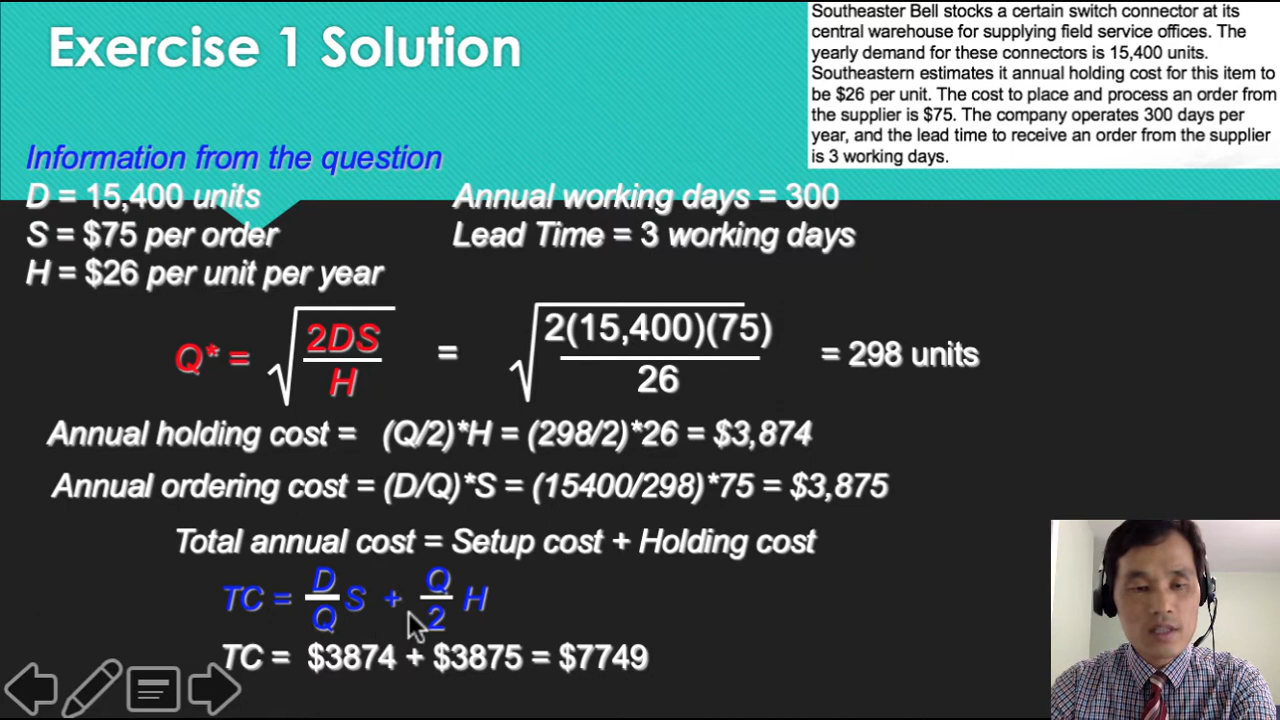 Exercise 1 Solution
Southeaster Bell stocks a certain switch connector at its
central warehouse for supplying field service offices. The
yearly demand for these connectors is 15,400 units.
Southeastern estimates it annual holding cost for this item to
be $26 per unit. The cost to place and process an order from
the supplier is $75. The company operates 300 days per
year, and the lead time to receive an order from the supplier
is 3 working days.
Information from the question
D = 15,400 units
S = $75 per order
H = $26 per unit per year
Annual working days = 300
Lead Time = 3 working days
Q* = √(2DS/H) = √(2(15,400)(75)/26) = 298 units
Annual holding cost = (Q/2)*H = (298/2)*26 = $3,874
Annual ordering cost = (D/Q)*S = (15400/298)*75 = $3,875
Total annual cost = Setup cost + Holding cost
TC = D/Q S + Q/2 H
TC = $3874 + $3875 = $7749